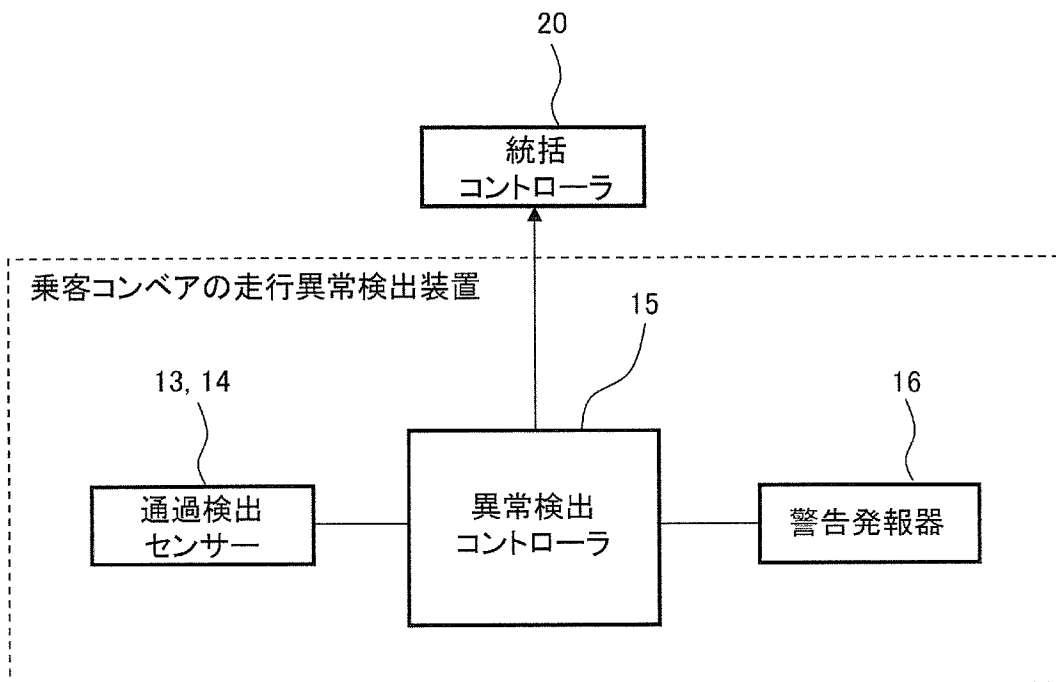 20
統括
コントローラ
乗客コンベアの走行異常検出装置
15
13, 14
16
通過検出
センサー
異常検出
コントローラ
警告発報器